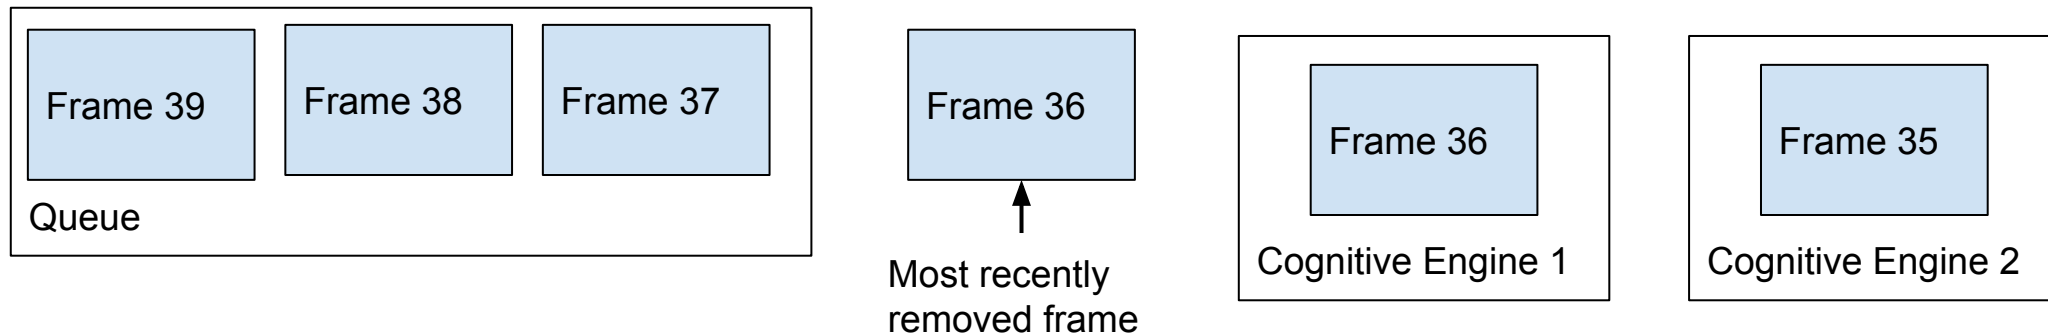 Frame 39
Frame 38
Frame 37
Queue
Frame 36
Most recently
removed frame
Frame 36
Cognitive Engine 1
Frame 35
Cognitive Engine 2